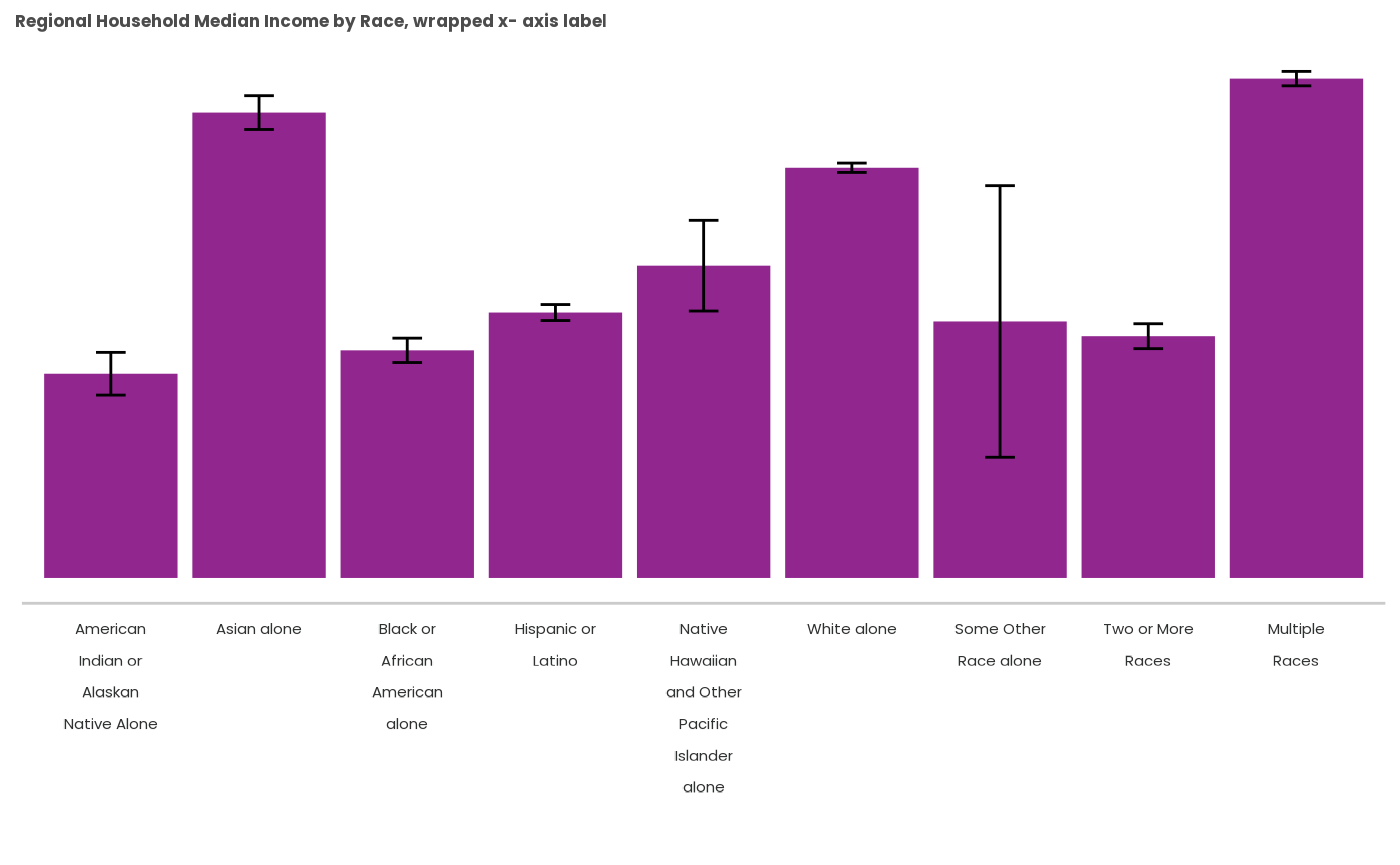 Regional Household Median Income by Race, wrapped x- axis label
American
Indian or
Alaskan
Native Alone
Asian alone
Black or
African
American
alone
Hispanic or
Latino
Native
Hawaiian
and Other
Pacific
Islander
alone
White alone
Some Other
Race alone
Two or More
Races
Multiple
Races